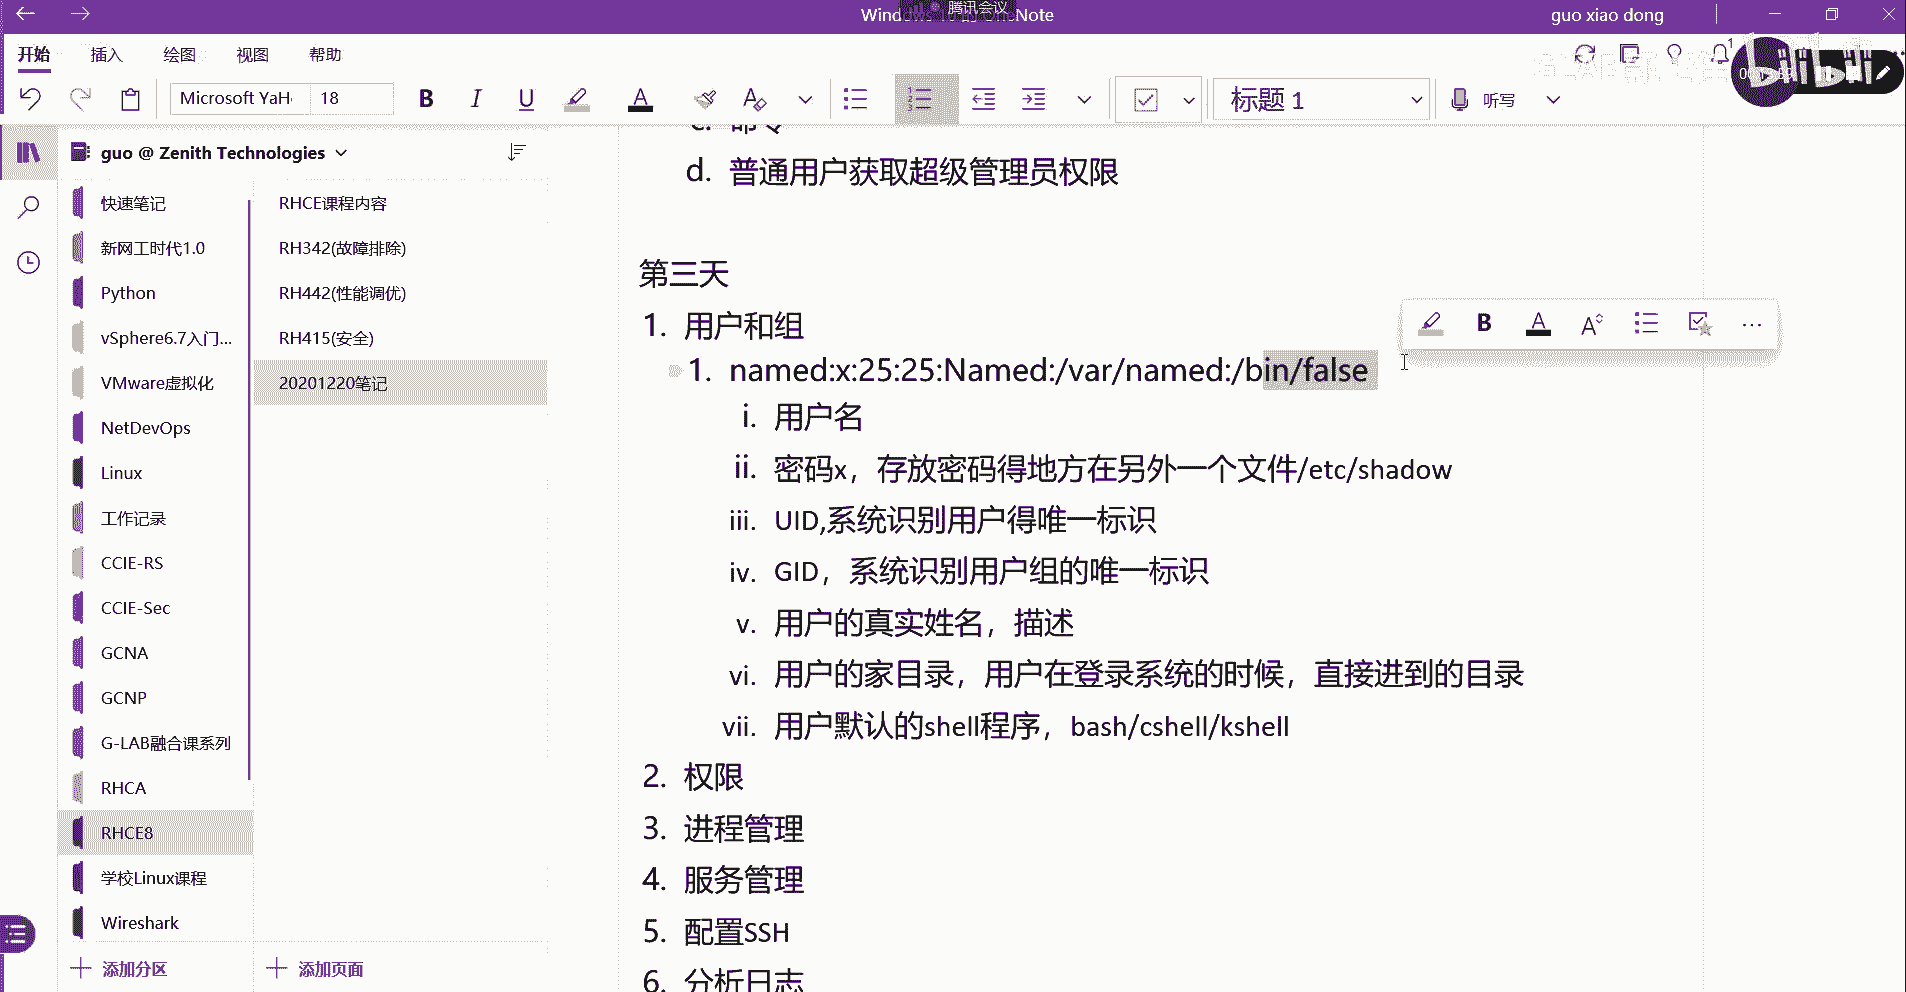 腾讯会议
Note
guo xiao dong
开始
插入
绘图
视图
帮助
Microsoft YaH
18
B
I
U
标题 1
听写
guo @ Zenith Technologies
快速笔记
新网工时代1.0
Python
vSphere6.7入门...
VMware虚拟化
NetDevOps
Linux
工作记录
CCIE-RS
CCIE-Sec
GCNA
GCNP
G-LAB融合课系列
RHCA
RHCE8
学校Linux课程
Wireshark
添加分区
RHCE课程内容
RH342(故障排除)
RH442(性能调优)
RH415(安全)
20201220笔记
添加页面
d. 普通用户获取超级管理员权限
第三天
1. 用户和组
1. named:x:25:25:Named:/var/named:/bin/false
i. 用户名
ii. 密码x，存放密码得地方在另外一个文件/etc/shadow
iii. UID,系统识别用户得唯一标识
iv. GID，系统识别用户组的唯一标识
v. 用户的真实姓名，描述
vi. 用户的家目录，用户在登录系统的时候，直接进到的目录
vii. 用户默认的shell程序，bash/cshell/kshell
2. 权限
3. 进程管理
4. 服务管理
5. 配置SSH
6. 分析日志
bilibili